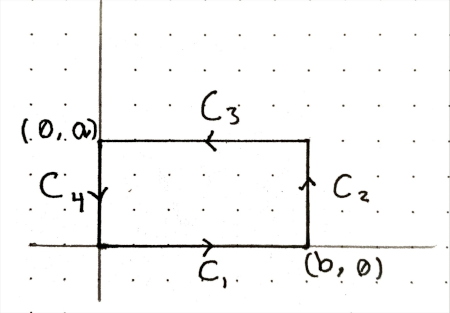 C₃
(0, a)
C₄
C₂
C₁
(b, 0)